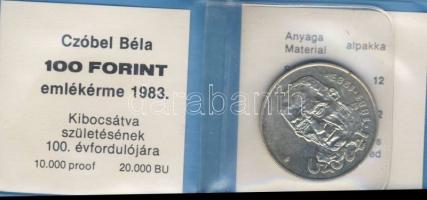 Czóbel Béla
100 FORINT
emlékérme 1983.
Kibocsátva
születésének
100. évfordulójára
10.000 proof 20.000 BU
Anyaga
Material alpakka
12
darabanth